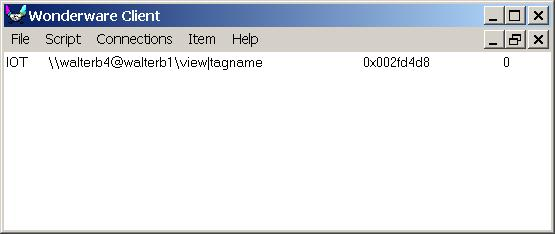 Wonderware Client
File Script Connections Item Help
IOT \\walterb4@walterb1\view|tagname 0x002fd4d8 0